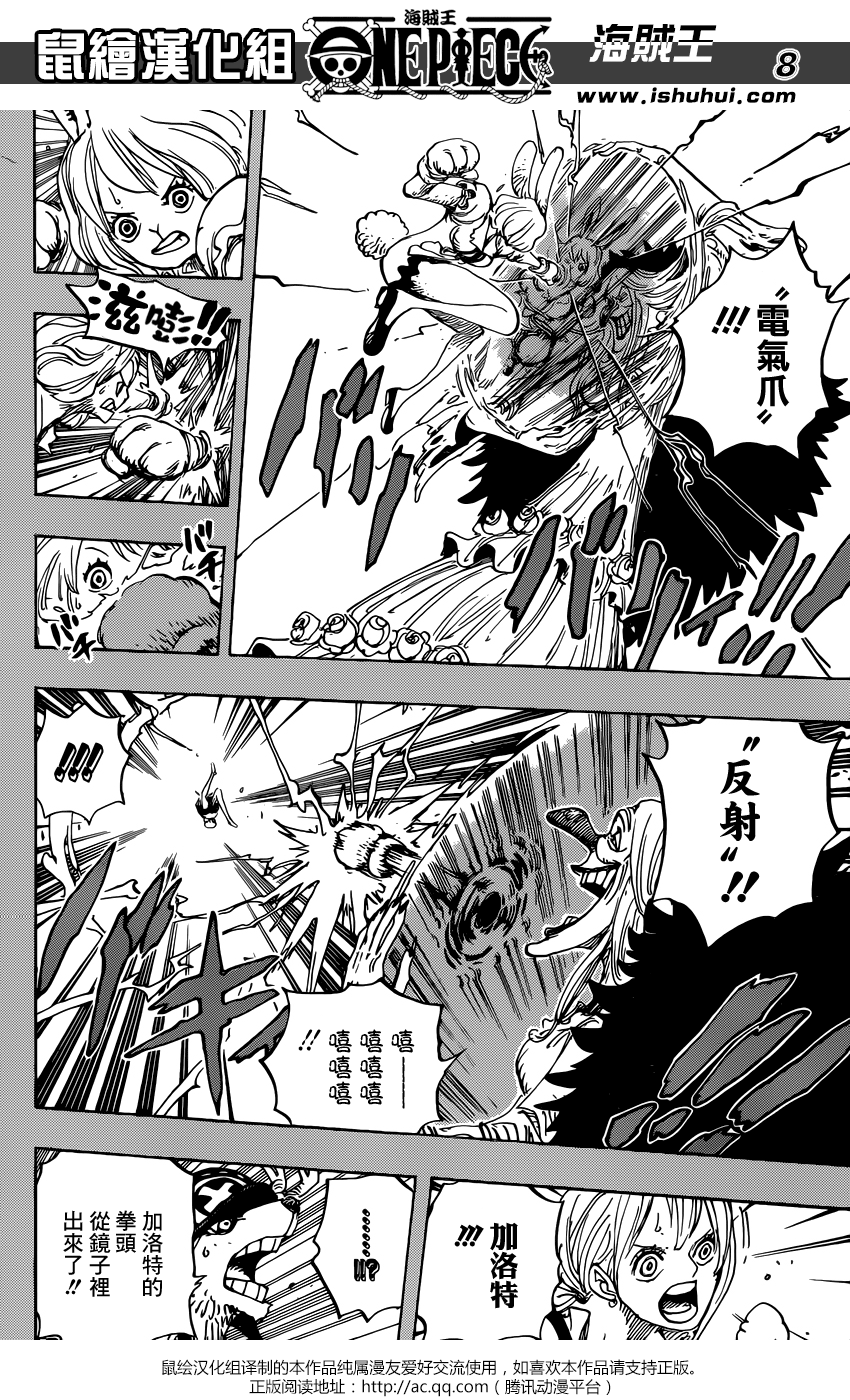 鼠繪漢化組
海賊王
ONE PIECE
海賊王
8
www.ishuhui.com
“電氣爪”
!!!
滋嘭!!
バチ
バチ
“反射”!!
!!!
嘻嘻嘻
嘻嘻嘻
嘻——
!!
加洛特
!!!
……
!!?
加洛特的
拳頭
從鏡子裡
出來了!!
鼠绘汉化组译制的本作品纯属漫友爱好交流使用，如喜欢本作品请支持正版。
正版阅读地址：http://ac.qq.com（腾讯动漫平台）